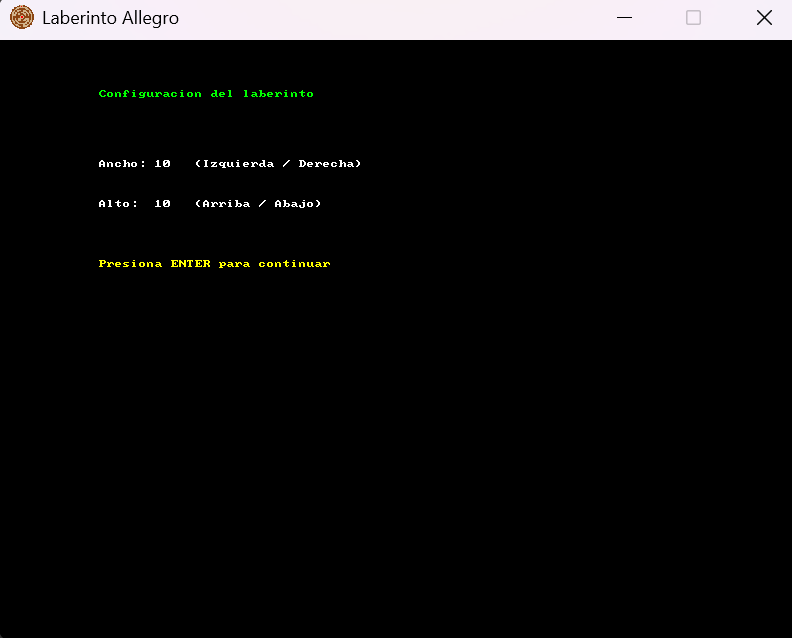 Laberinto Allegro
Configuracion del laberinto
Ancho: 10 (Izquierda / Derecha)
Alto: 10 (Arriba / Abajo)
Presiona ENTER para continuar